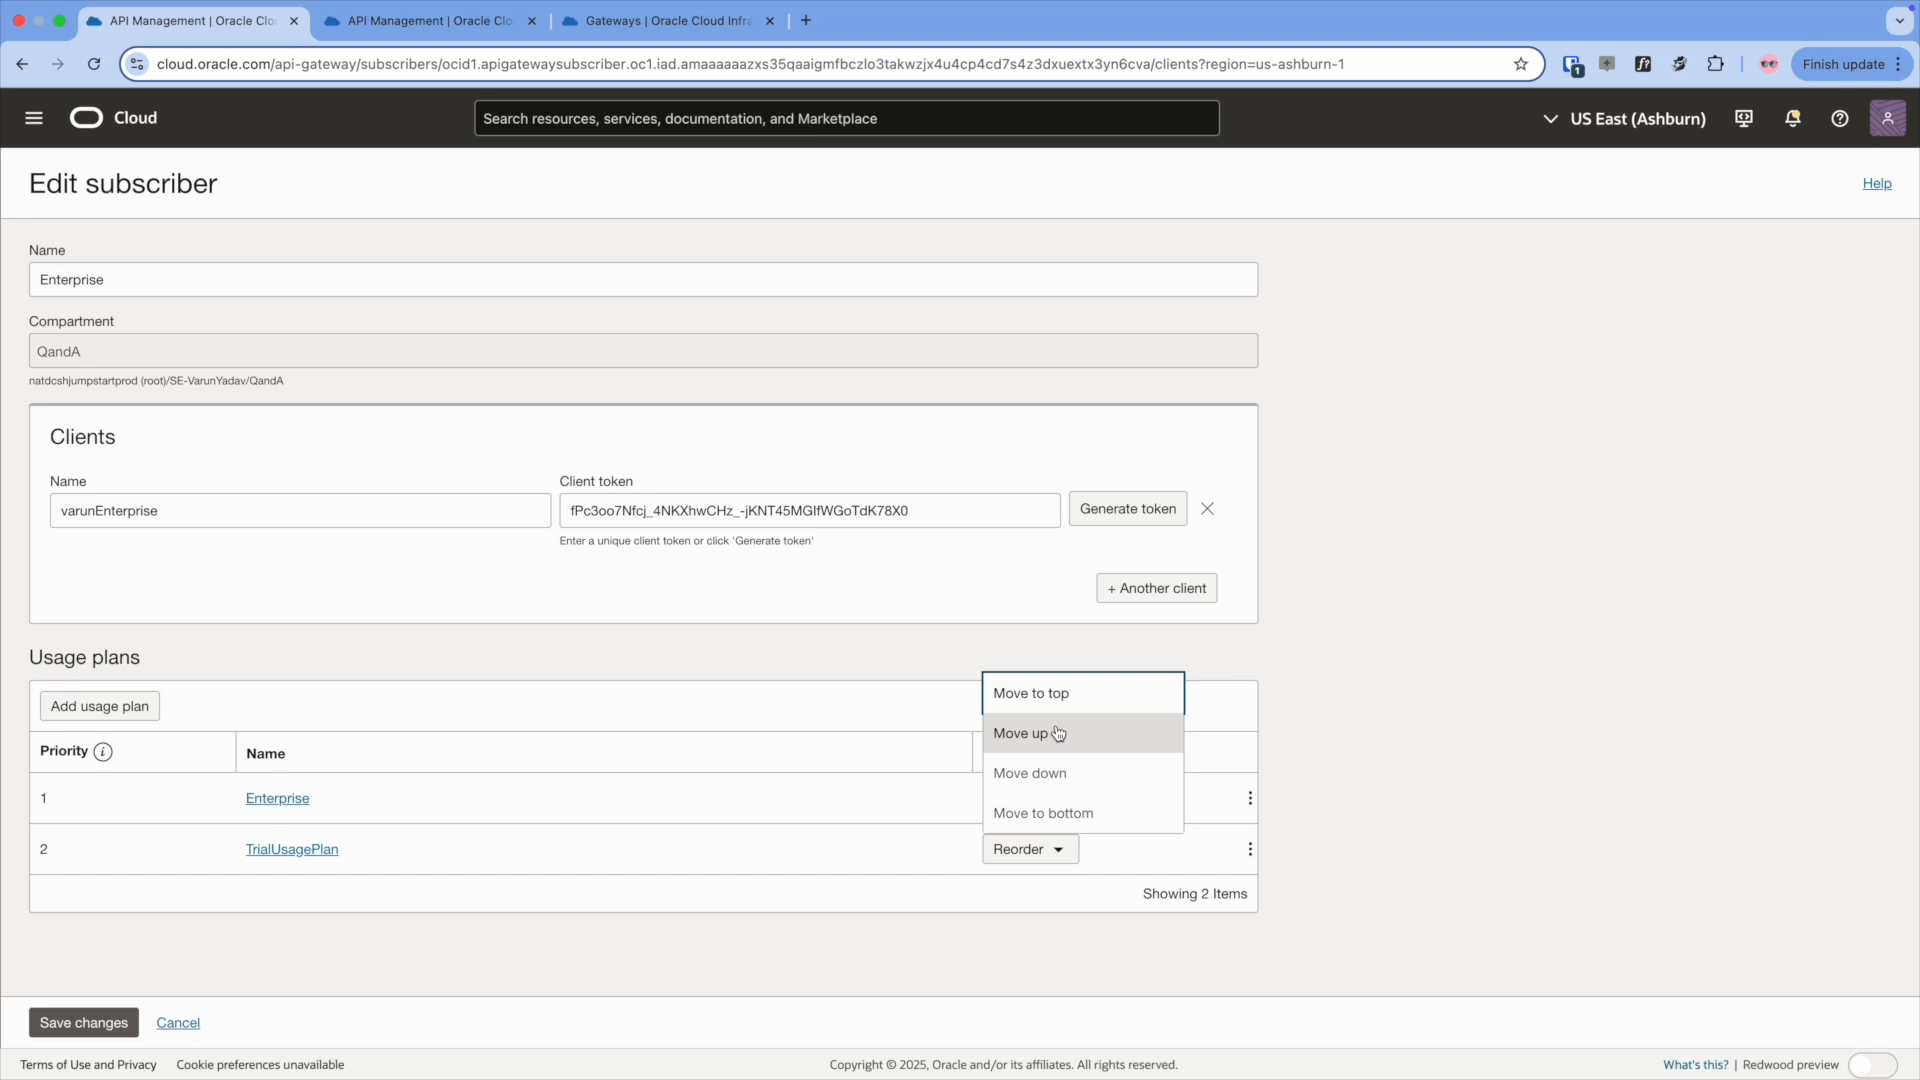 API Management | Oracle Clo
API Management | Oracle Clo
Gateways | Oracle Cloud Infra
cloud.oracle.com/api-gateway/subscribers/ocid1.apigatewaysubscriber.oc1.iad.amaaaaaazxs35qaaigmfbczlo3takwzjx4u4cp4cd7s4z3dxuextx3yn6cva/clients?region=us-ashburn-1
1
Finish update
Cloud
Search resources, services, documentation, and Marketplace
US East (Ashburn)
Edit subscriber
Help
Name
Enterprise
Compartment
QandA
natdcshjumpstartprod (root)/SE-VarunYadav/QandA
Clients
Name
Client token
varunEnterprise
fPc3oo7Nfcj_4NKXhwCHz_-jKNT45MGIfWGoTdK78X0
Generate token
Enter a unique client token or click 'Generate token'
+ Another client
Usage plans
Add usage plan
Move to top
Move up
Move down
Move to bottom
Priority
Name
1
Enterprise
2
TrialUsagePlan
Reorder
Showing 2 Items
Save changes
Cancel
Terms of Use and Privacy
Cookie preferences unavailable
Copyright © 2025, Oracle and/or its affiliates. All rights reserved.
What's this? | Redwood preview